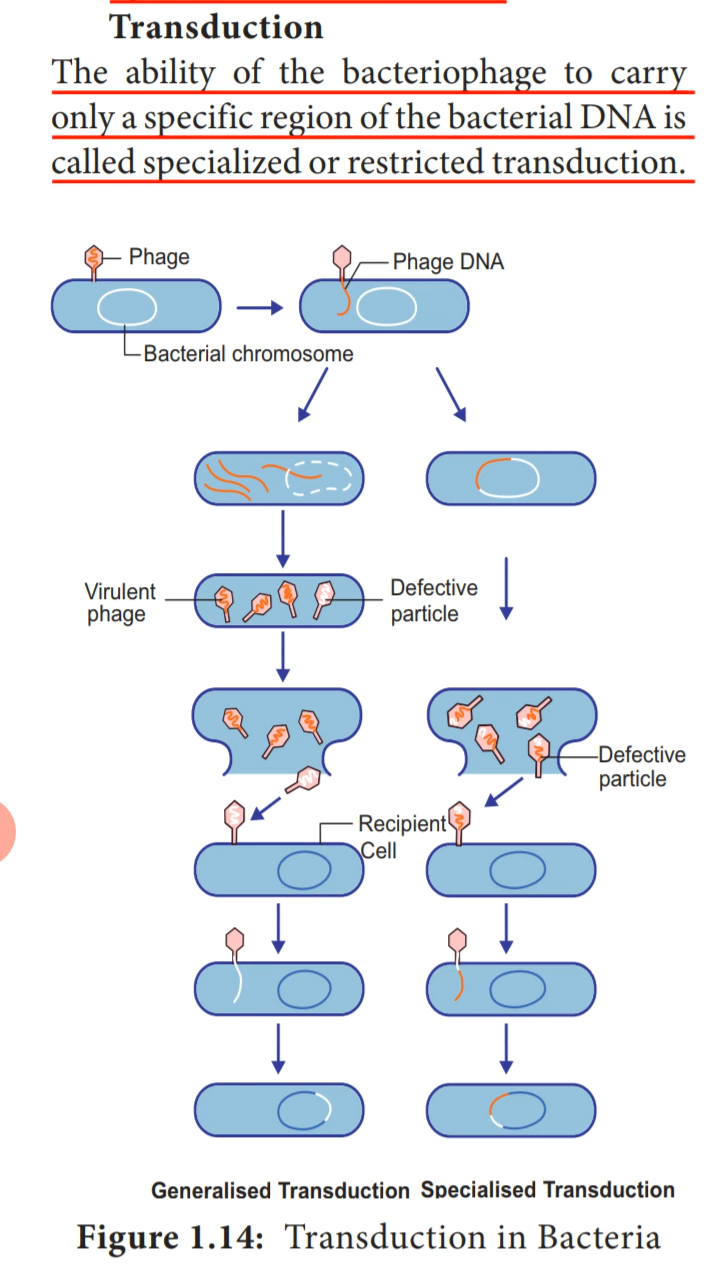 Transduction
The ability of the bacteriophage to carry
only a specific region of the bacterial DNA is
called specialized or restricted transduction.
Phage
Phage DNA
Bacterial chromosome
Virulent
phage
Defective
particle
Defective
particle
Recipient
Cell
Generalised Transduction Specialised Transduction
Figure 1.14: Transduction in Bacteria